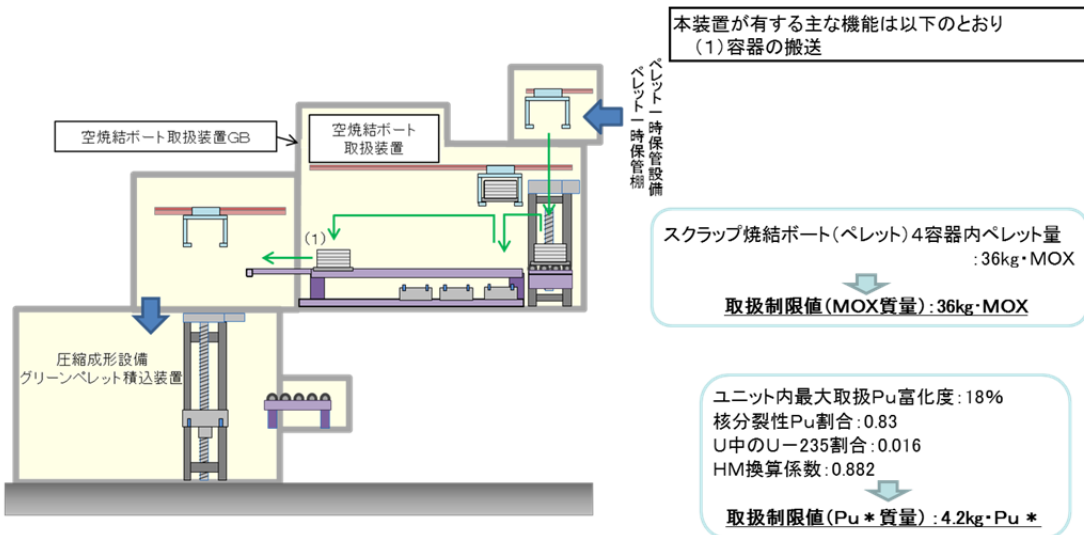 本装置が有する主な機能は以下のとおり
(1)容器の搬送
ペレット一時保管設備
ペレット一時保管棚
空焼結ボート取扱装置GB
空焼結ボート
取扱装置
(1)
圧縮成形設備
グリーンペレット積込装置
スクラップ焼結ボート(ペレット)4容器内ペレット量
:36kg・MOX
取扱制限値(MOX質量):36kg・MOX
ユニット内最大取扱Pu富化度:18%
核分裂性Pu割合:0.83
U中のU-235割合:0.016
HM換算係数:0.882
取扱制限値(Pu*質量):4.2kg・Pu*